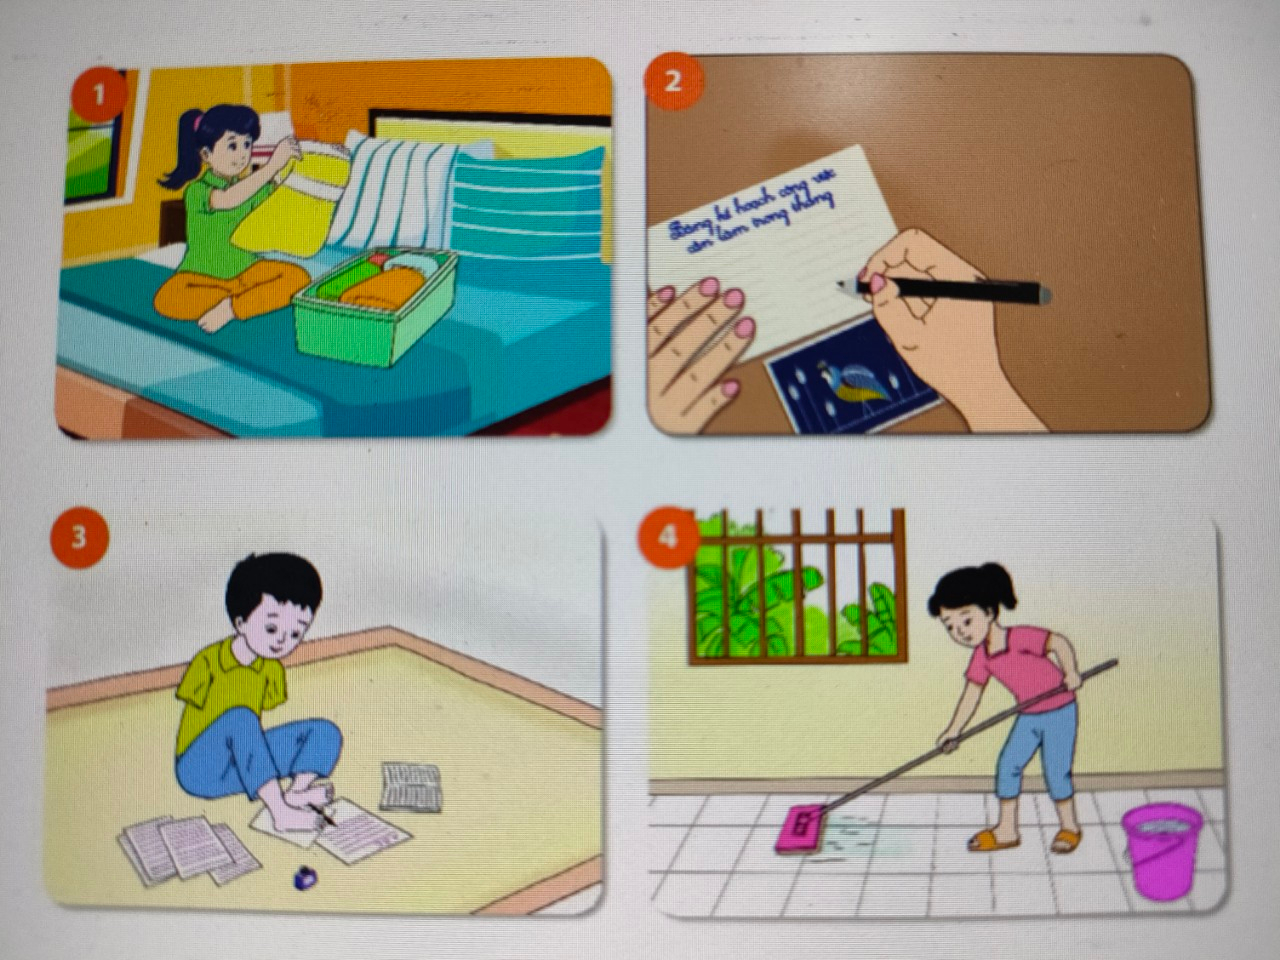 1
2
Bảng kế hoạch công việc
cần làm trong tháng
3
4